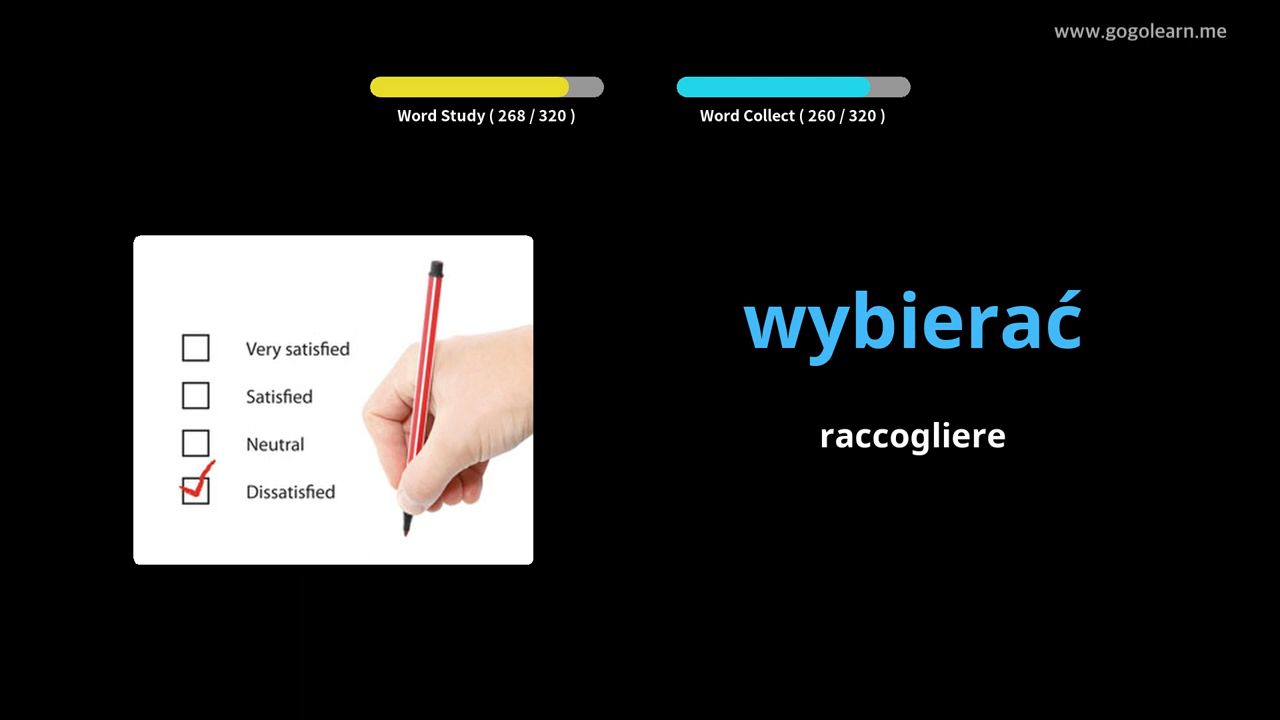 www.gogolearn.me
Word Study ( 268 / 320 )
Word Collect ( 260 / 320 )
Very satisfied
Satisfied
Neutral
Dissatisfied
wybierać
raccogliere